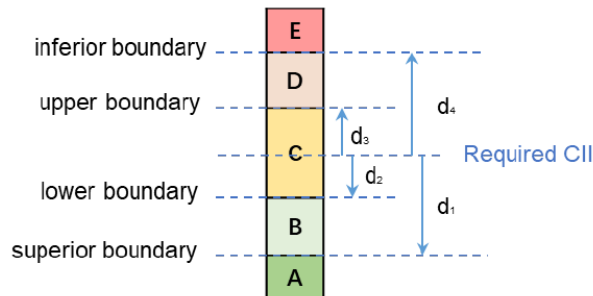 E
inferior boundary
D
upper boundary
d₄
d₃
C
Required CII
d₂
lower boundary
d₁
B
superior boundary
A